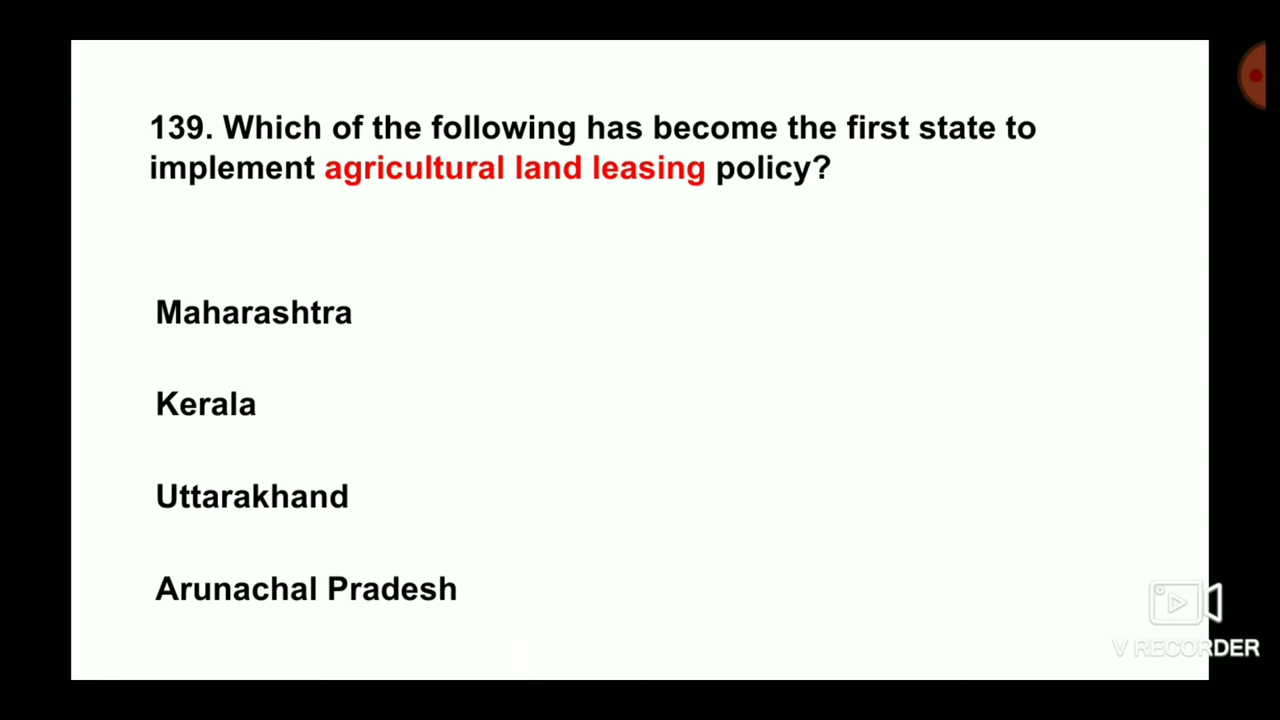 139. Which of the following has become the first state to
implement agricultural land leasing policy?
Maharashtra
Kerala
Uttarakhand
Arunachal Pradesh
V RECORDER